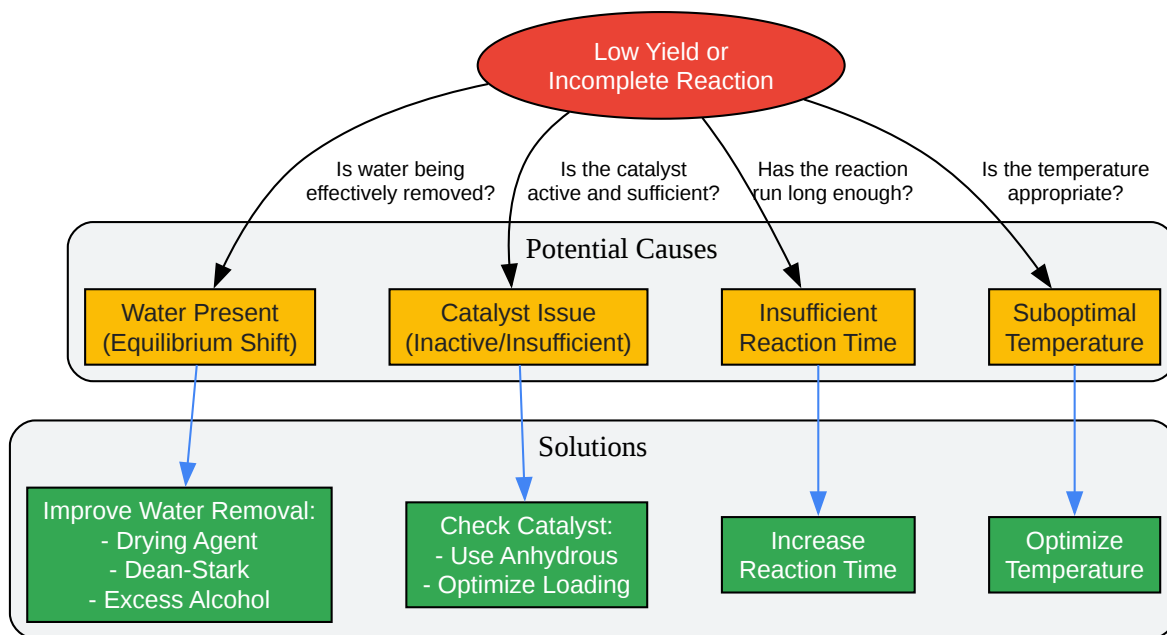 Low Yield or
Incomplete Reaction
Is water being
effectively removed?
Is the catalyst
active and sufficient?
Has the reaction
run long enough?
Is the temperature
appropriate?
Potential Causes
Water Present
(Equilibrium Shift)
Catalyst Issue
(Inactive/Insufficient)
Insufficient
Reaction Time
Suboptimal
Temperature
Solutions
Improve Water Removal:
- Drying Agent
- Dean-Stark
- Excess Alcohol
Check Catalyst:
- Use Anhydrous
- Optimize Loading
Increase
Reaction Time
Optimize
Temperature